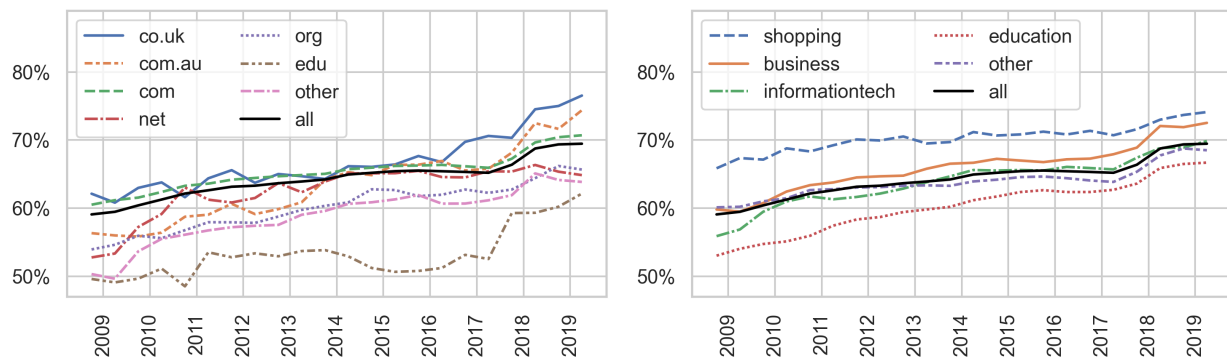 co.uk org
com.au edu
com other
net all
80%
70%
60%
50%
2009 2010 2011 2012 2013 2014 2015 2016 2017 2018 2019
shopping education
business other
informationtech all
80%
70%
60%
50%
2009 2010 2011 2012 2013 2014 2015 2016 2017 2018 2019